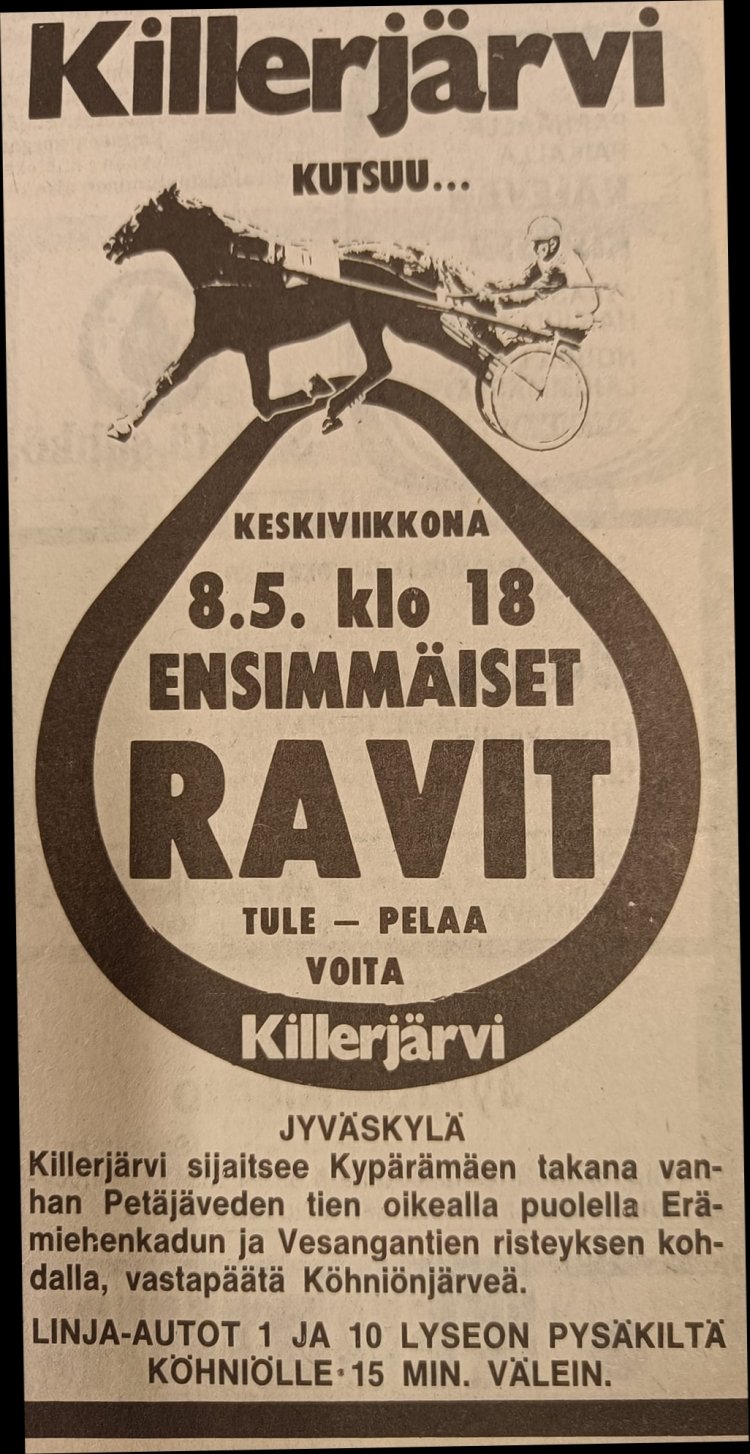 Killerjärvi
KUTSUU...
KESKIVIIKKONA
8.5. klo 18
ENSIMMÄISET
RAVIT
TULE – PELAA
VOITA
Killerjärvi
JYVÄSKYLÄ
Killerjärvi sijaitsee Kypärämäen takana van-
han Petäjäveden tien oikealla puolella Erä-
miehenkadun ja Vesangantien risteyksen koh-
dalla, vastapäätä Köhniönjärveä.
LINJA-AUTOT 1 JA 10 LYSEON PYSÄKILTÄ
KÖHNIÖLLE 15 MIN. VÄLEIN.